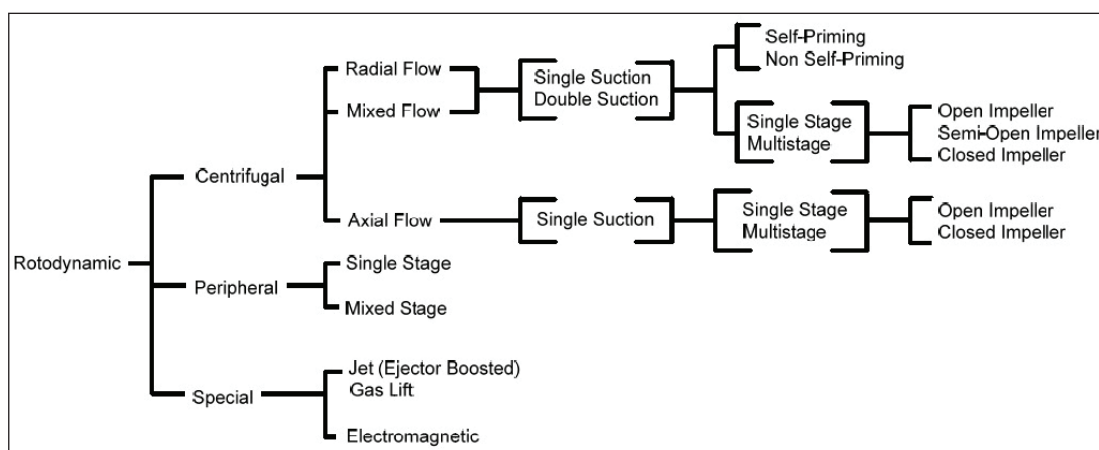 Self-Priming
Non Self-Priming
Radial Flow
Mixed Flow
Single Suction
Double Suction
Single Stage
Multistage
Open Impeller
Semi-Open Impeller
Closed Impeller
Centrifugal
Axial Flow
Single Suction
Single Stage
Multistage
Open Impeller
Closed Impeller
Rotodynamic
Peripheral
Single Stage
Mixed Stage
Special
Jet (Ejector Boosted)
Gas Lift
Electromagnetic